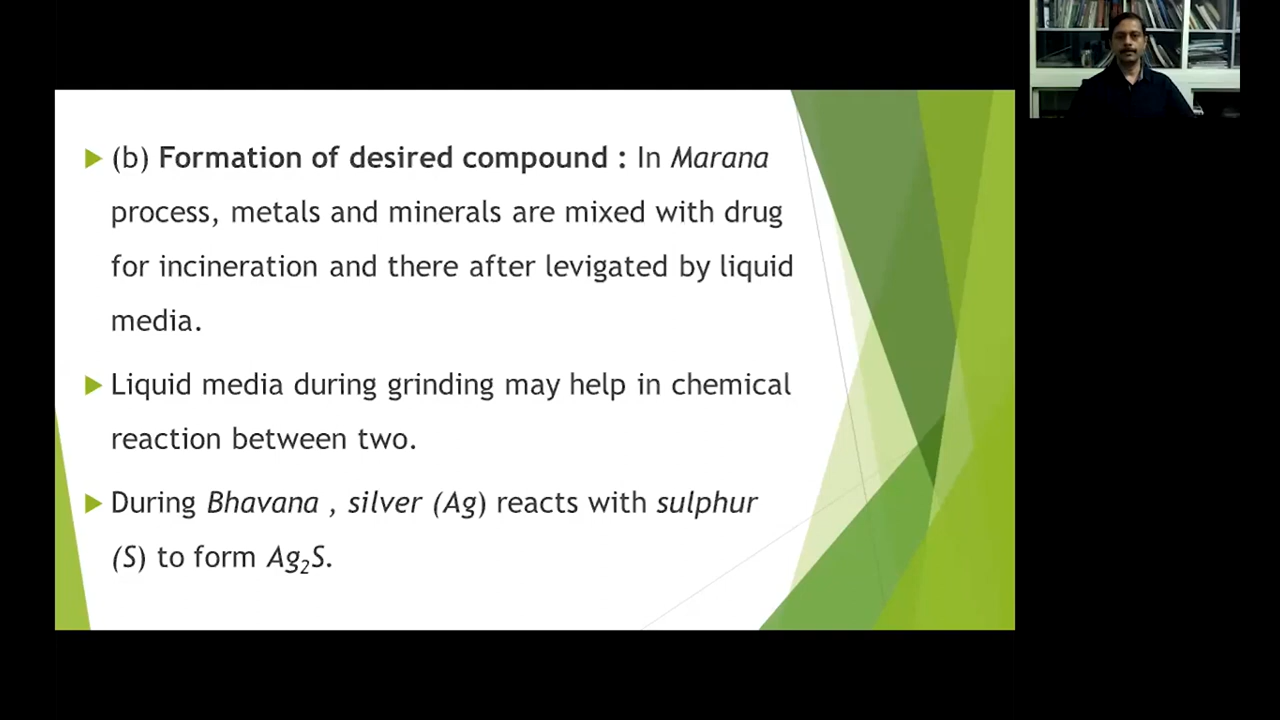 (b) Formation of desired compound : In Marana
process, metals and minerals are mixed with drug
for incineration and there after levigated by liquid
media.
Liquid media during grinding may help in chemical
reaction between two.
During Bhavana , silver (Ag) reacts with sulphur
(S) to form Ag₂S.